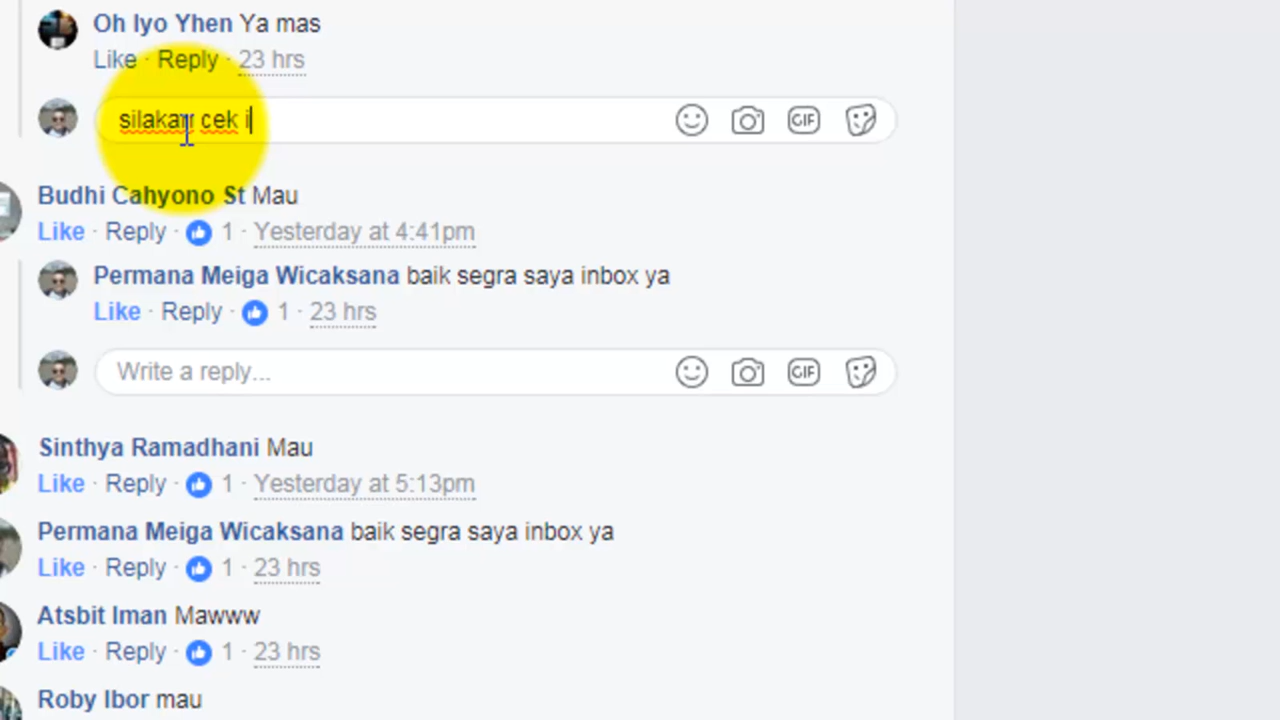 Oh Iyo Yhen Ya mas
Like · Reply · 23 hrs
silakan cek i
Budhi Cahyono St Mau
Like · Reply · 1 · Yesterday at 4:41pm
Permana Meiga Wicaksana baik segra saya inbox ya
Like · Reply · 1 · 23 hrs
Write a reply...
GIF
Sinthya Ramadhani Mau
Like · Reply · 1 · Yesterday at 5:13pm
Permana Meiga Wicaksana baik segra saya inbox ya
Like · Reply · 1 · 23 hrs
Atsbit Iman Mawww
Like · Reply · 1 · 23 hrs
Roby Ibor mau